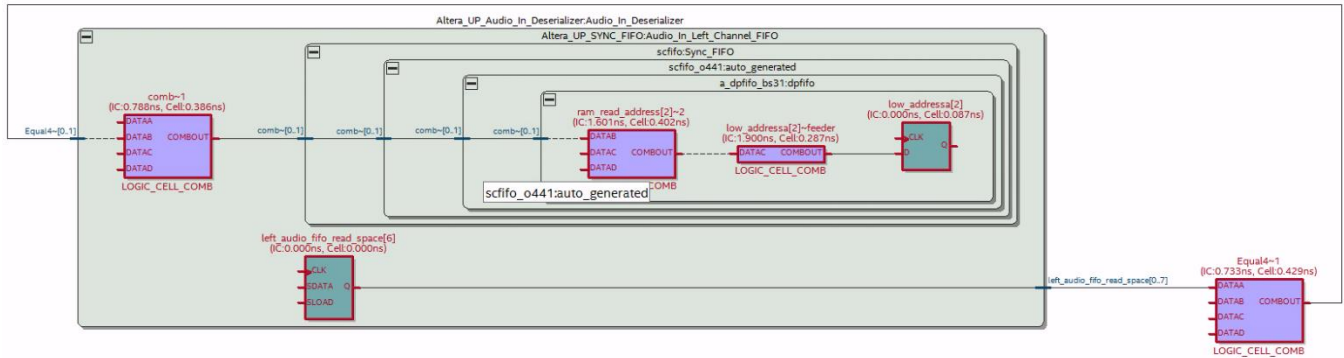 Altera_UP_Audio_In_Deserializer:Audio_In_Deserializer
Altera_UP_SYNC_FIFO:Audio_In_Left_Channel_FIFO
scfifo:Sync_FIFO
scfifo_o441:auto_generated
a_dpfifo_bs31:dpfifo
comb~1
(IC:0.788ns, Cell:0.386ns)
DATAA
DATAB
DATAC
DATAD
COMBOUT
LOGIC_CELL_COMB
Equal4~[0..1]
comb~[0..1]
comb~[0..1]
comb~[0..1]
comb~[0..1]
ram_read_address[2]~2
(IC:1.601ns, Cell:0.402ns)
DATAB
DATAC
DATAD
COMBOUT
COMB
low_addressa[2]~feeder
(IC:1.900ns, Cell:0.287ns)
DATAC COMBOUT
LOGIC_CELL_COMB
low_addressa[2]
(IC:0.000ns, Cell:0.087ns)
CLK
D
Q
scfifo_o441:auto_generated
left_audio_fifo_read_space[6]
(IC:0.000ns, Cell:0.000ns)
CLK
SDATA
SLOAD
Q
left_audio_fifo_read_space[0..7]
Equal4~1
(IC:0.733ns, Cell:0.429ns)
DATAA
DATAB
DATAC
DATAD
COMBOUT
LOGIC_CELL_COMB